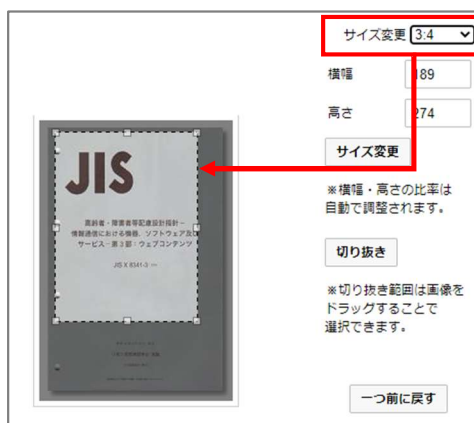 サイズ変更 3:4
横幅 189
高さ 274
サイズ変更
※横幅・高さの比率は
自動で調整されます。
切り抜き
※切り抜き範囲は画像を
ドラッグすることで
選択できます。
一つ前に戻す
JIS
高齢者・障害者等配慮設計指針－
情報通信における機器，ソフトウェア及び
サービス－第3部：ウェブコンテンツ
JIS X 8341-3